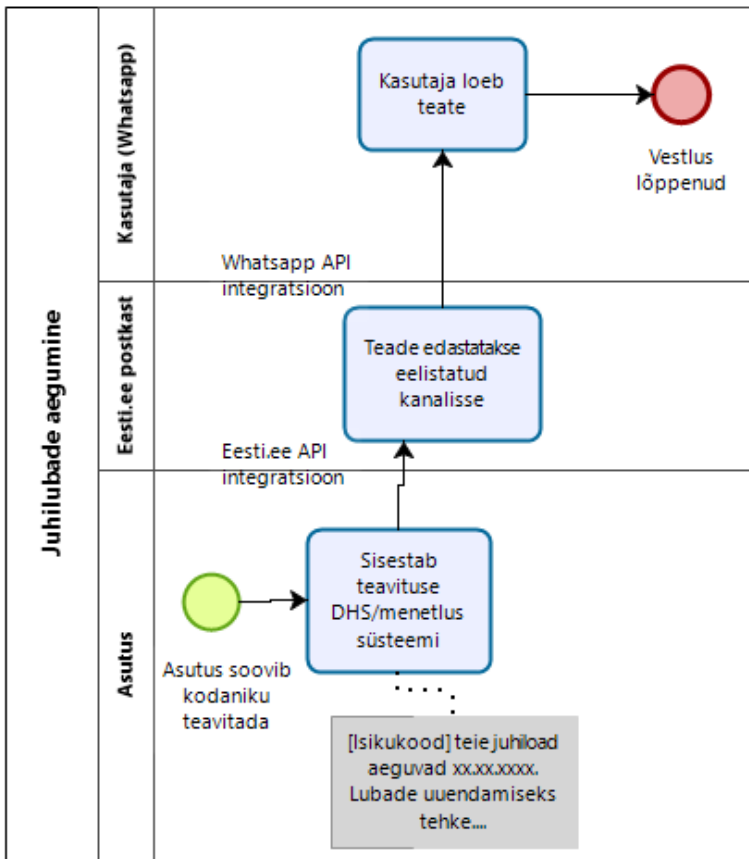 Juhilubade aegumine
Kasutaja (Whatsapp)
Kasutaja loeb
teate
Vestlus
lõppenud
Whatsapp API
integratsioon
Eesti.ee postkast
Teade edastatakse
eelistatud
kanalisse
Eesti.ee API
integratsioon
Asutus
Asutus soovib
kodaniku
teavitada
Sisestab
teavituse
DHS/menetlus
süsteemi
[Isikukood] teie juhiload
aeguvad xx.xx.xxxx.
Lubade uuendamiseks
tehke....